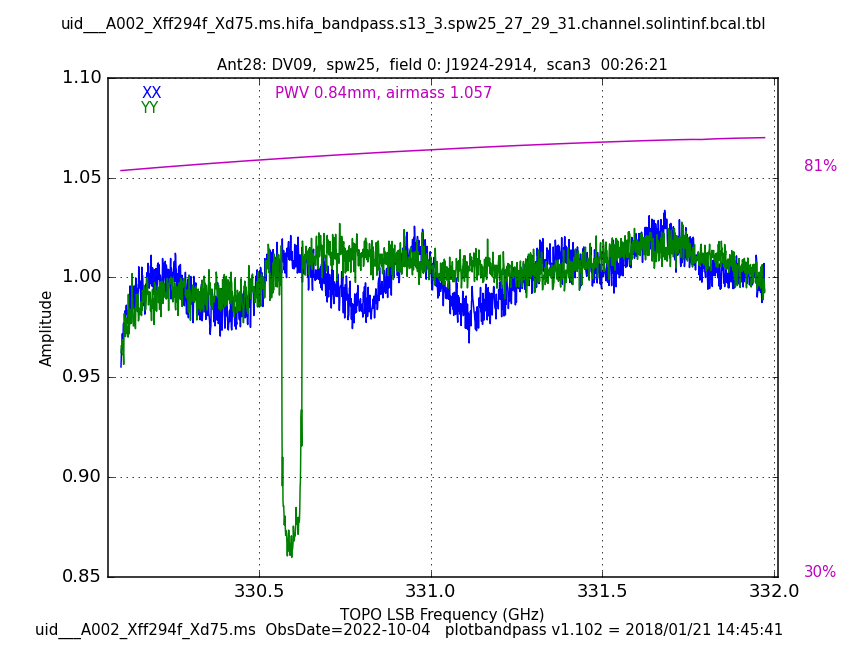 uid___A002_Xff294f_Xd75.ms.hifa_bandpass.s13_3.spw25_27_29_31.channel.solintinf.bcal.tbl
Ant28: DV09,  spw25,  field 0: J1924-2914,  scan3  00:26:21
1.10
XX
PWV 0.84mm, airmass 1.057
YY
81%
1.05
1.00
Amplitude
0.95
0.90
30%
0.85
330.5
331.0
331.5
332.0
TOPO LSB Frequency (GHz)
uid___A002_Xff294f_Xd75.ms  ObsDate=2022-10-04   plotbandpass v1.102 = 2018/01/21 14:45:41